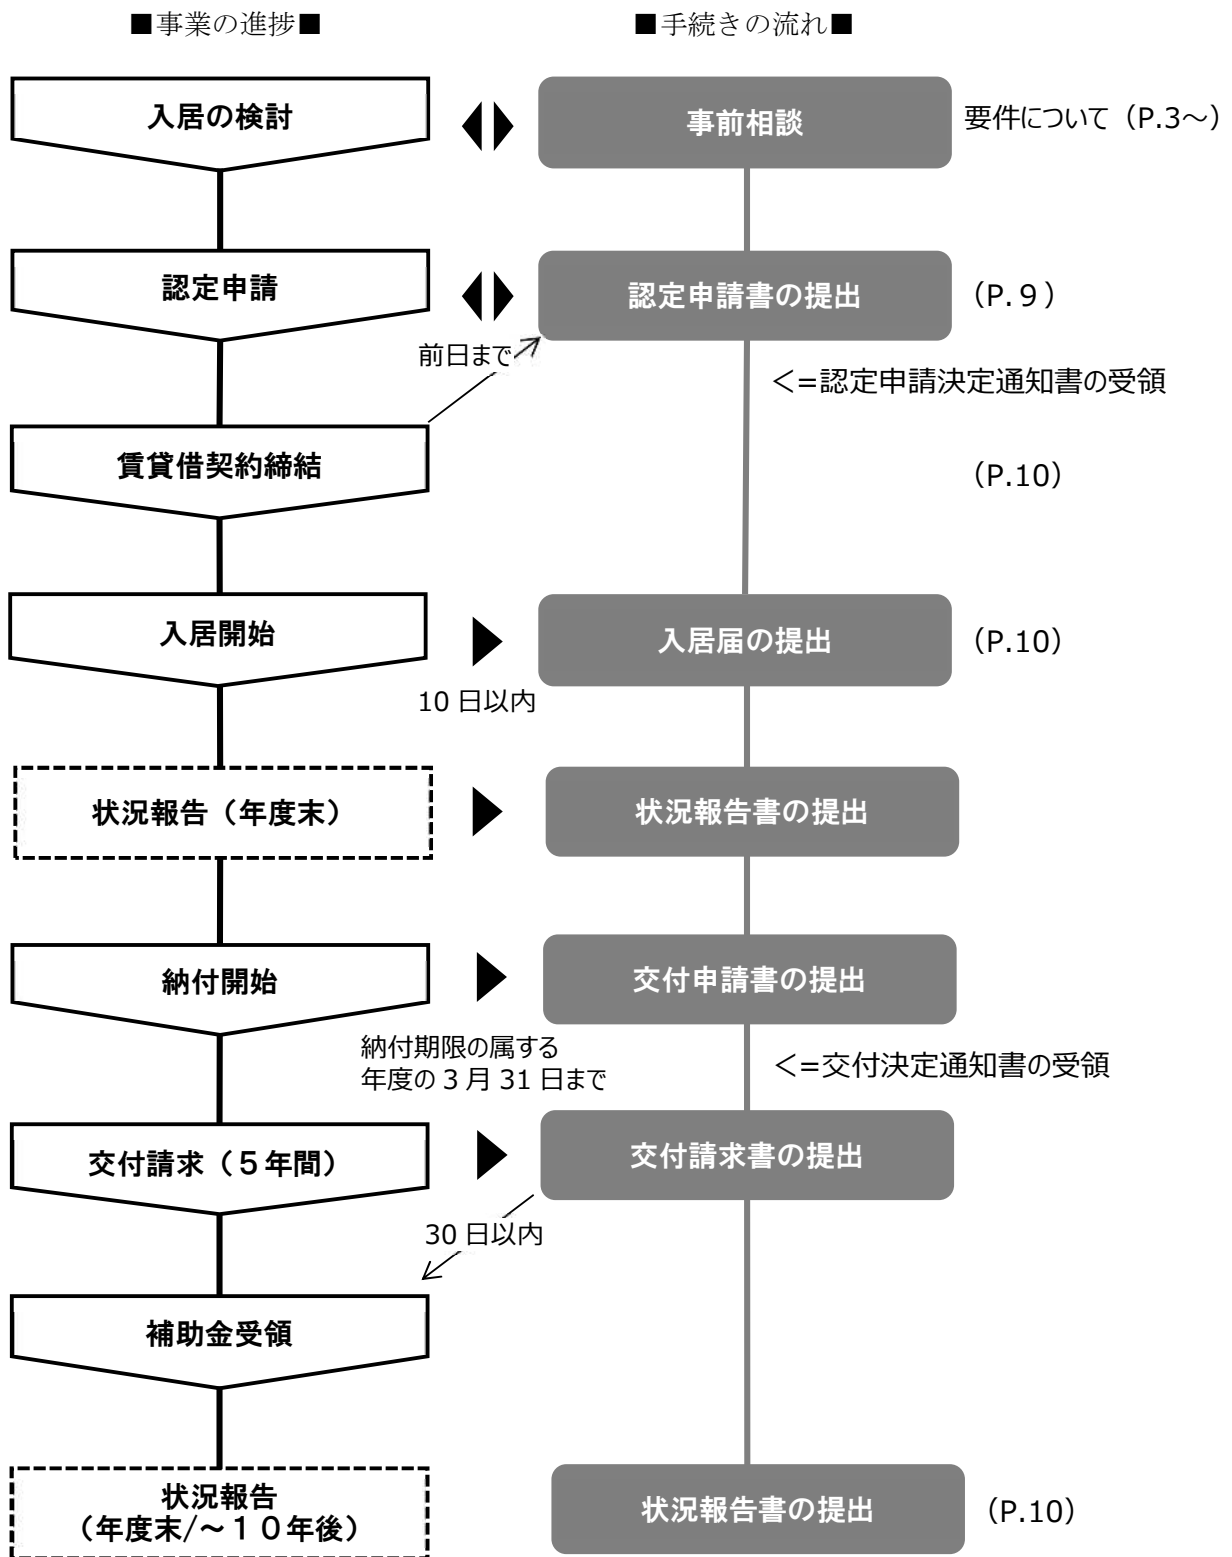 ■事業の進捗■
■手続きの流れ■
入居の検討
事前相談
要件について（P.3～）
認定申請
認定申請書の提出
（P.９）
前日まで
<=認定申請決定通知書の受領
賃貸借契約締結
（P.10）
入居開始
入居届の提出
（P.10）
10 日以内
状況報告（年度末）
状況報告書の提出
納付開始
交付申請書の提出
納付期限の属する
年度の 3 月 31 日まで
<=交付決定通知書の受領
交付請求（５年間）
交付請求書の提出
30 日以内
補助金受領
状況報告
（年度末/～１０年後）
状況報告書の提出
（P.10）